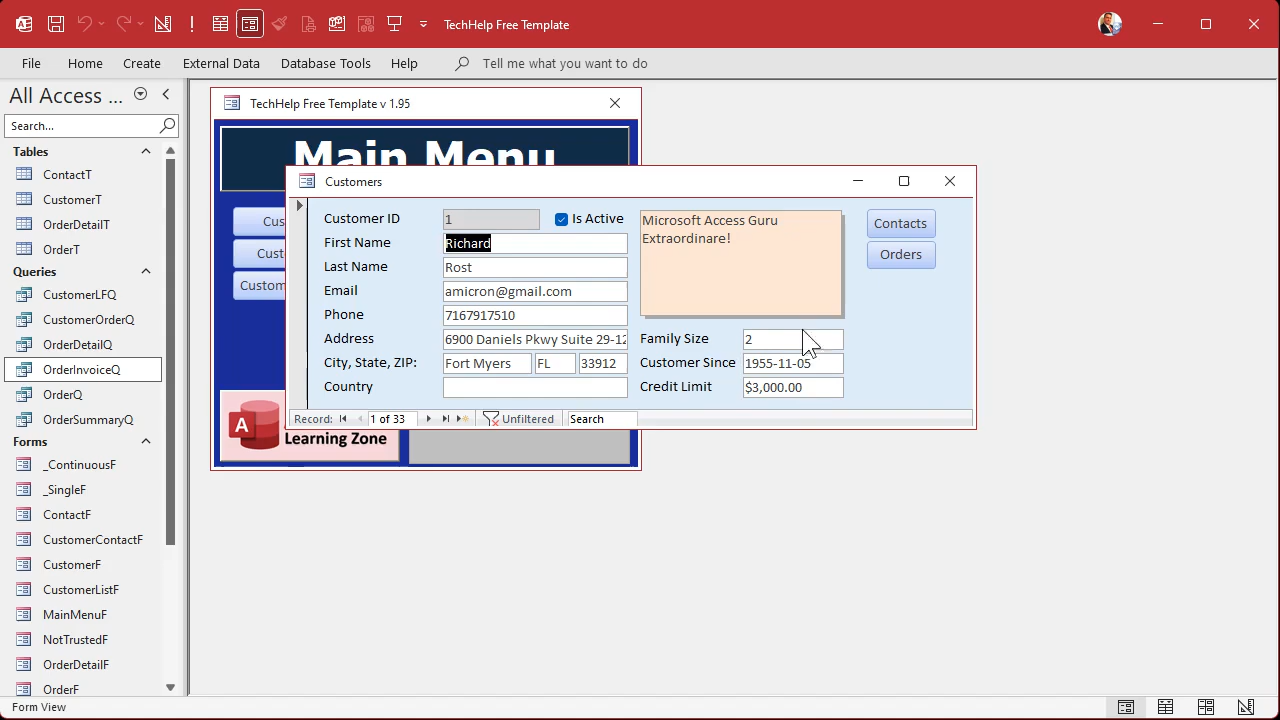 TechHelp Free Template
File Home Create External Data Database Tools Help Tell me what you want to do
All Access ...
Search...
Tables
ContactT
CustomerT
OrderDetailT
OrderT
Queries
CustomerLFQ
CustomerOrderQ
OrderDetailQ
OrderInvoiceQ
OrderQ
OrderSummaryQ
Forms
_ContinuousF
_SingleF
ContactF
CustomerContactF
CustomerF
CustomerListF
MainMenuF
NotTrustedF
OrderDetailF
OrderF
TechHelp Free Template v 1.95
Main Menu
Cus
Cust
Custom
A
Learning Zone
Customers
Customer ID 1 Is Active
First Name Richard
Last Name Rost
Email amicron@gmail.com
Phone 7167917510
Address 6900 Daniels Pkwy Suite 29-12
City, State, ZIP: Fort Myers FL 33912
Country
Microsoft Access Guru
Extraordinare!
Family Size 2
Customer Since 1955-11-05
Credit Limit $3,000.00
Contacts
Orders
Record: 1 of 33 Unfiltered Search
Form View